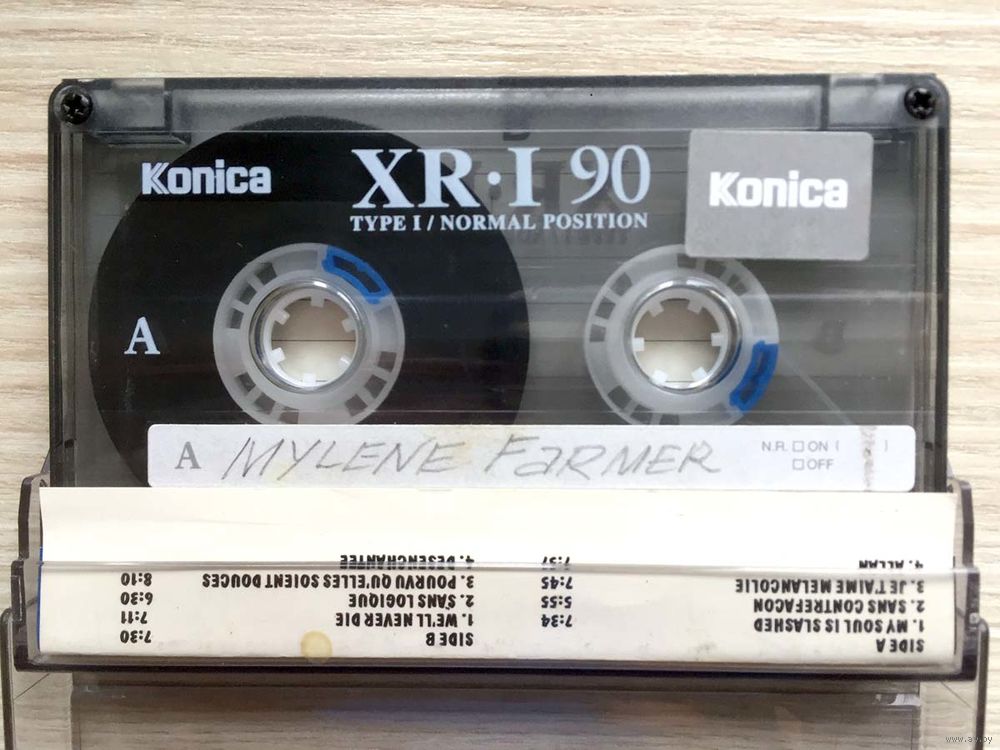 Konica
XR·I 90
TYPE I / NORMAL POSITION
Konica
A
A MYLENE FARMER
N.R. ON ( )
OFF
SIDE A
1. MY SOUL IS SLASHED 7:34
2. SANS CONTREFACON 5:55
3. JE T'AIME MELANCOLIE 7:45
4. ALLAN 7:57
SIDE B 7:30
1. WE'LL NEVER DIE 7:11
2. SANS LOGIQUE 6:30
3. POURVU QU'ELLES SOIENT DOUCES 8:10
4. DESENCHANTEE
www.ay.by